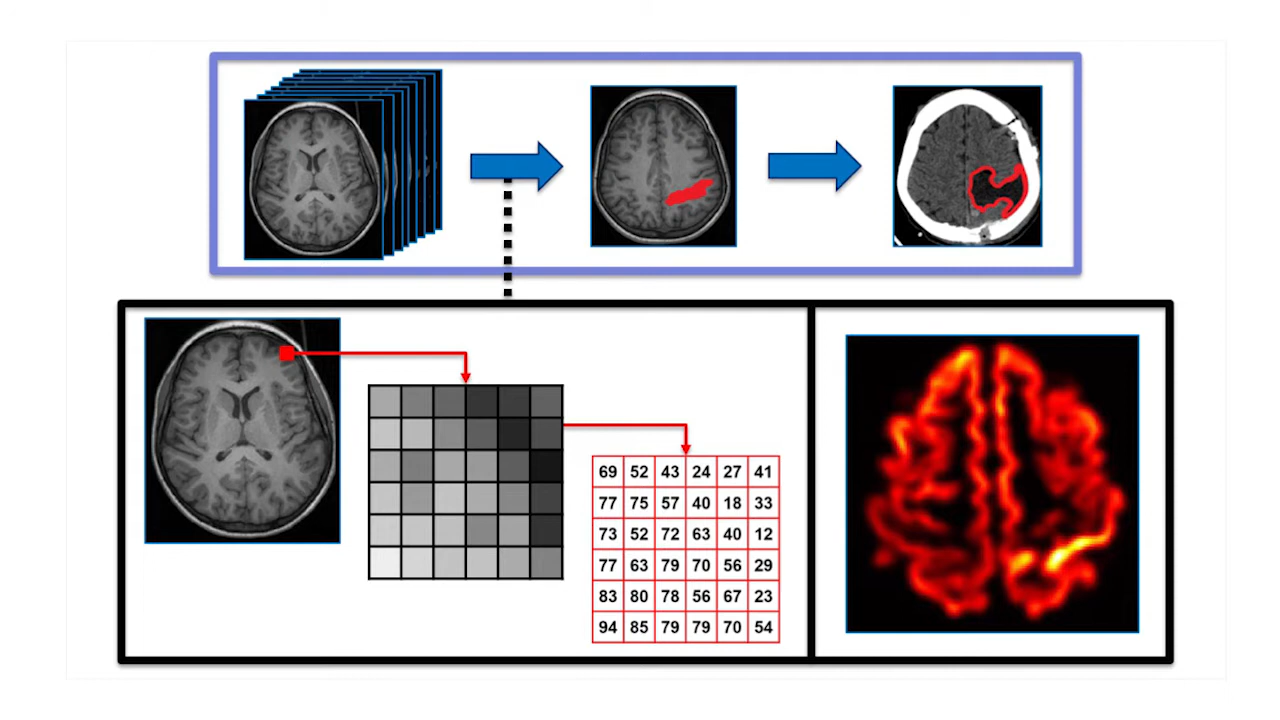 69 52 43 24 27 41
77 75 57 40 18 33
73 52 72 63 40 12
77 63 79 70 56 29
83 80 78 56 67 23
94 85 79 79 70 54